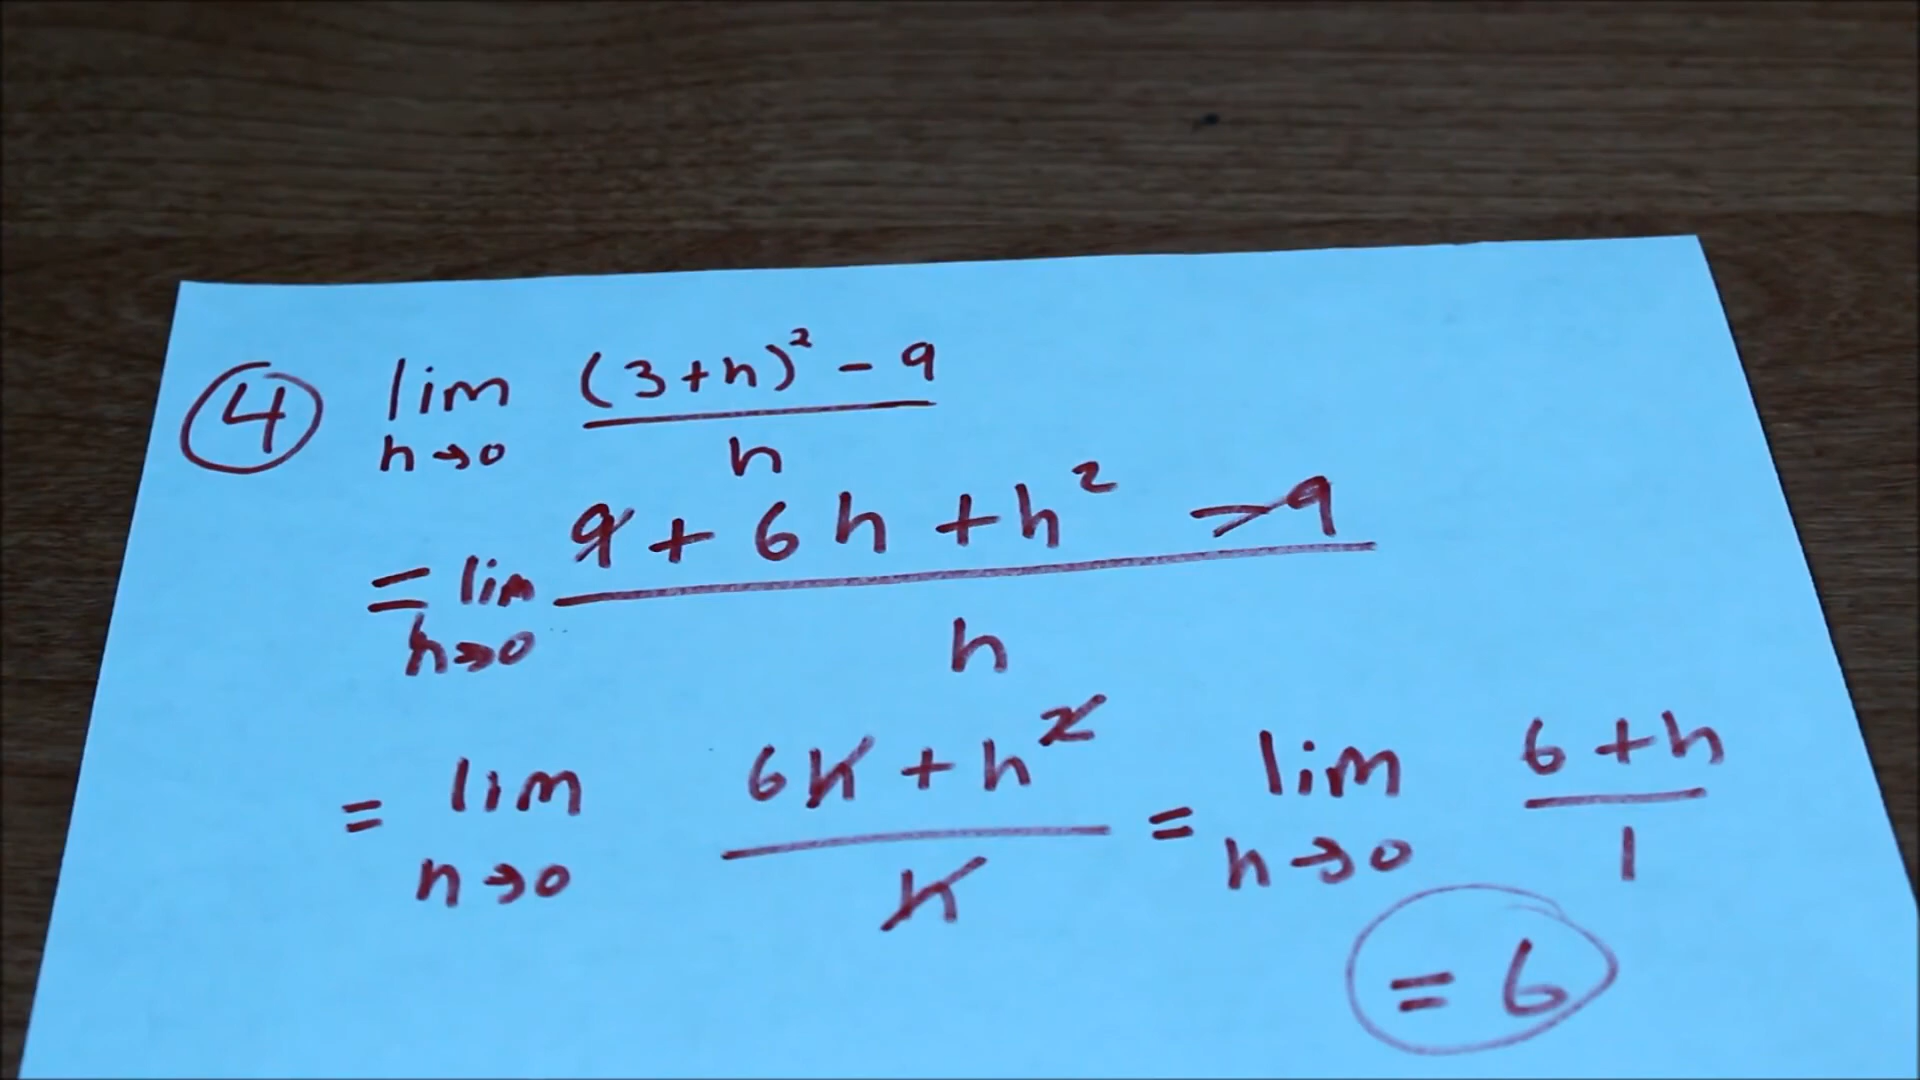 ④ lim h→0 (3+h)² - 9 / h
= lim h→0 9 + 6h + h² - 9 / h
= lim h→0 6h + h² / h = lim h→0 6 + h / 1
= 6